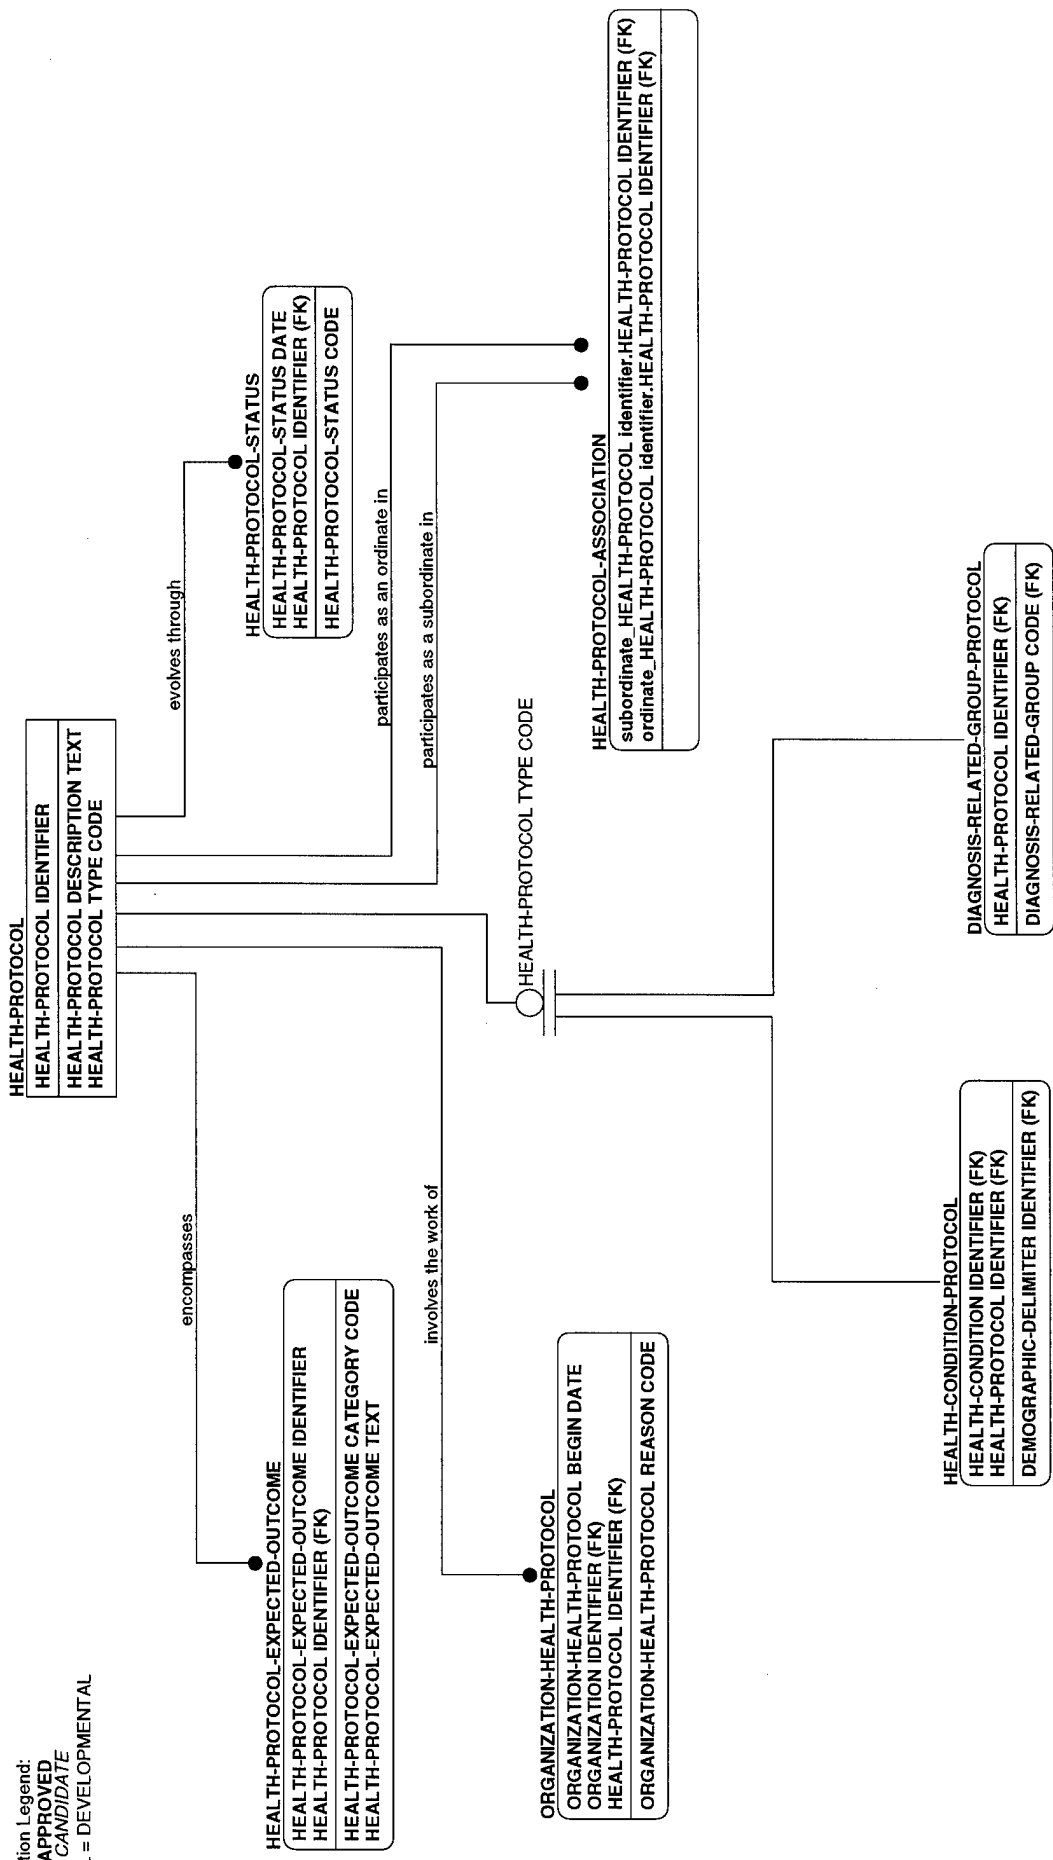 tion Legend:
APPROVED
CANDIDATE
= DEVELOPMENTAL
HEALTH-PROTOCOL
HEALTH-PROTOCOL IDENTIFIER
HEALTH-PROTOCOL DESCRIPTION TEXT
HEALTH-PROTOCOL TYPE CODE
encompasses
evolves through
HEALTH-PROTOCOL-EXPECTED-OUTCOME
HEALTH-PROTOCOL-EXPECTED-OUTCOME IDENTIFIER
HEALTH-PROTOCOL IDENTIFIER (FK)
HEALTH-PROTOCOL-EXPECTED-OUTCOME CATEGORY CODE
HEALTH-PROTOCOL-EXPECTED-OUTCOME TEXT
HEALTH-PROTOCOL-STATUS
HEALTH-PROTOCOL-STATUS DATE
HEALTH-PROTOCOL IDENTIFIER (FK)
HEALTH-PROTOCOL-STATUS CODE
participates as an ordinate in
involves the work of
participates as a subordinate in
HEALTH-PROTOCOL TYPE CODE
ORGANIZATION-HEALTH-PROTOCOL
ORGANIZATION-HEALTH-PROTOCOL BEGIN DATE
ORGANIZATION IDENTIFIER (FK)
HEALTH-PROTOCOL IDENTIFIER (FK)
ORGANIZATION-HEALTH-PROTOCOL REASON CODE
HEALTH-PROTOCOL-ASSOCIATION
subordinate_HEALTH-PROTOCOL identifier.HEALTH-PROTOCOL IDENTIFIER (FK)
ordinate_HEALTH-PROTOCOL identifier.HEALTH-PROTOCOL IDENTIFIER (FK)
HEALTH-CONDITION-PROTOCOL
HEALTH-CONDITION IDENTIFIER (FK)
HEALTH-PROTOCOL IDENTIFIER (FK)
DEMOGRAPHIC-DELIMITER IDENTIFIER (FK)
DIAGNOSIS-RELATED-GROUP-PROTOCOL
HEALTH-PROTOCOL IDENTIFIER (FK)
DIAGNOSIS-RELATED-GROUP CODE (FK)